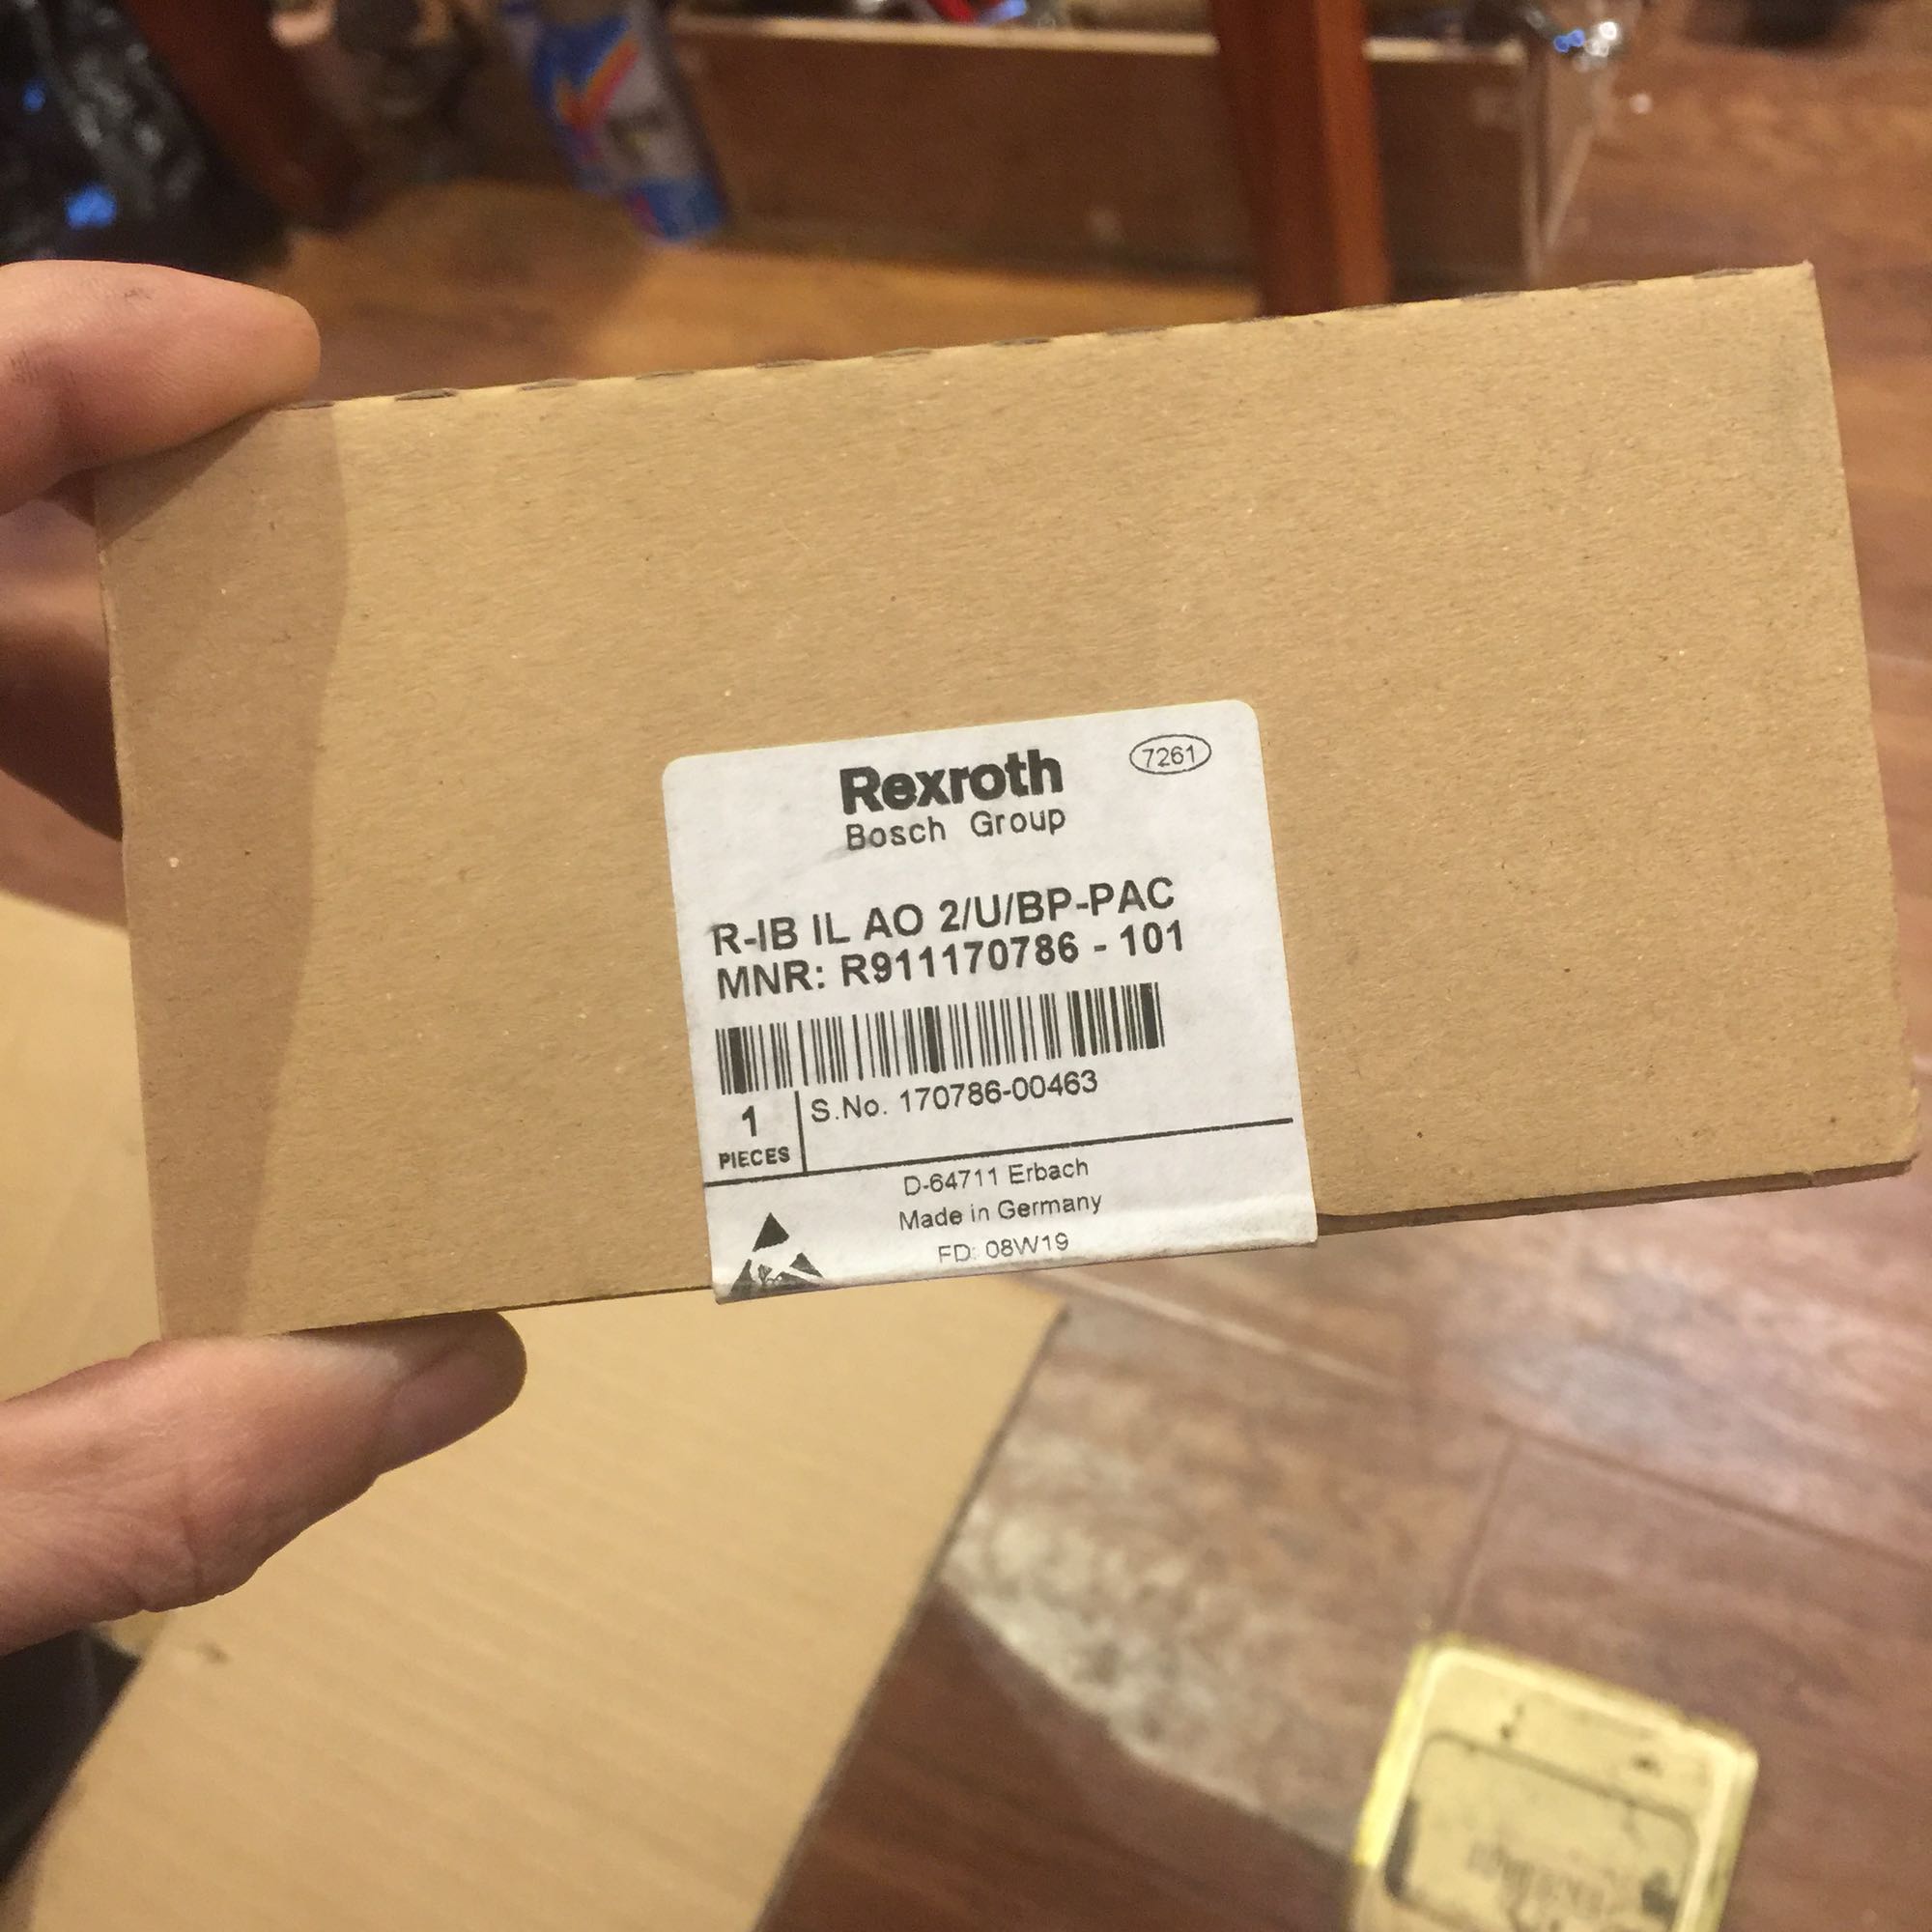 Rexroth
7261
Bosch Group
R-IB IL AO 2/U/BP-PAC
MNR: R911170786 - 101
1
PIECES
S.No. 170786-00463
D-64711 Erbach
Made in Germany
FD: 08W19